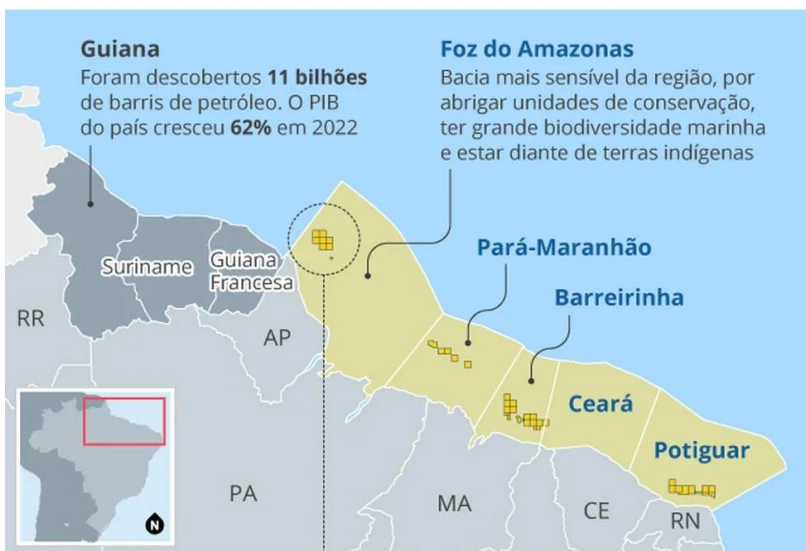 Guiana
Foram descobertos 11 bilhões
de barris de petróleo. O PIB
do país cresceu 62% em 2022
Foz do Amazonas
Bacia mais sensível da região, por
abrigar unidades de conservação,
ter grande biodiversidade marinha
e estar diante de terras indígenas
Pará-Maranhão
Barreirinha
Suriname
Guiana
Francesa
RR
AP
Ceará
Potiguar
PA
MA
CE
RN
N